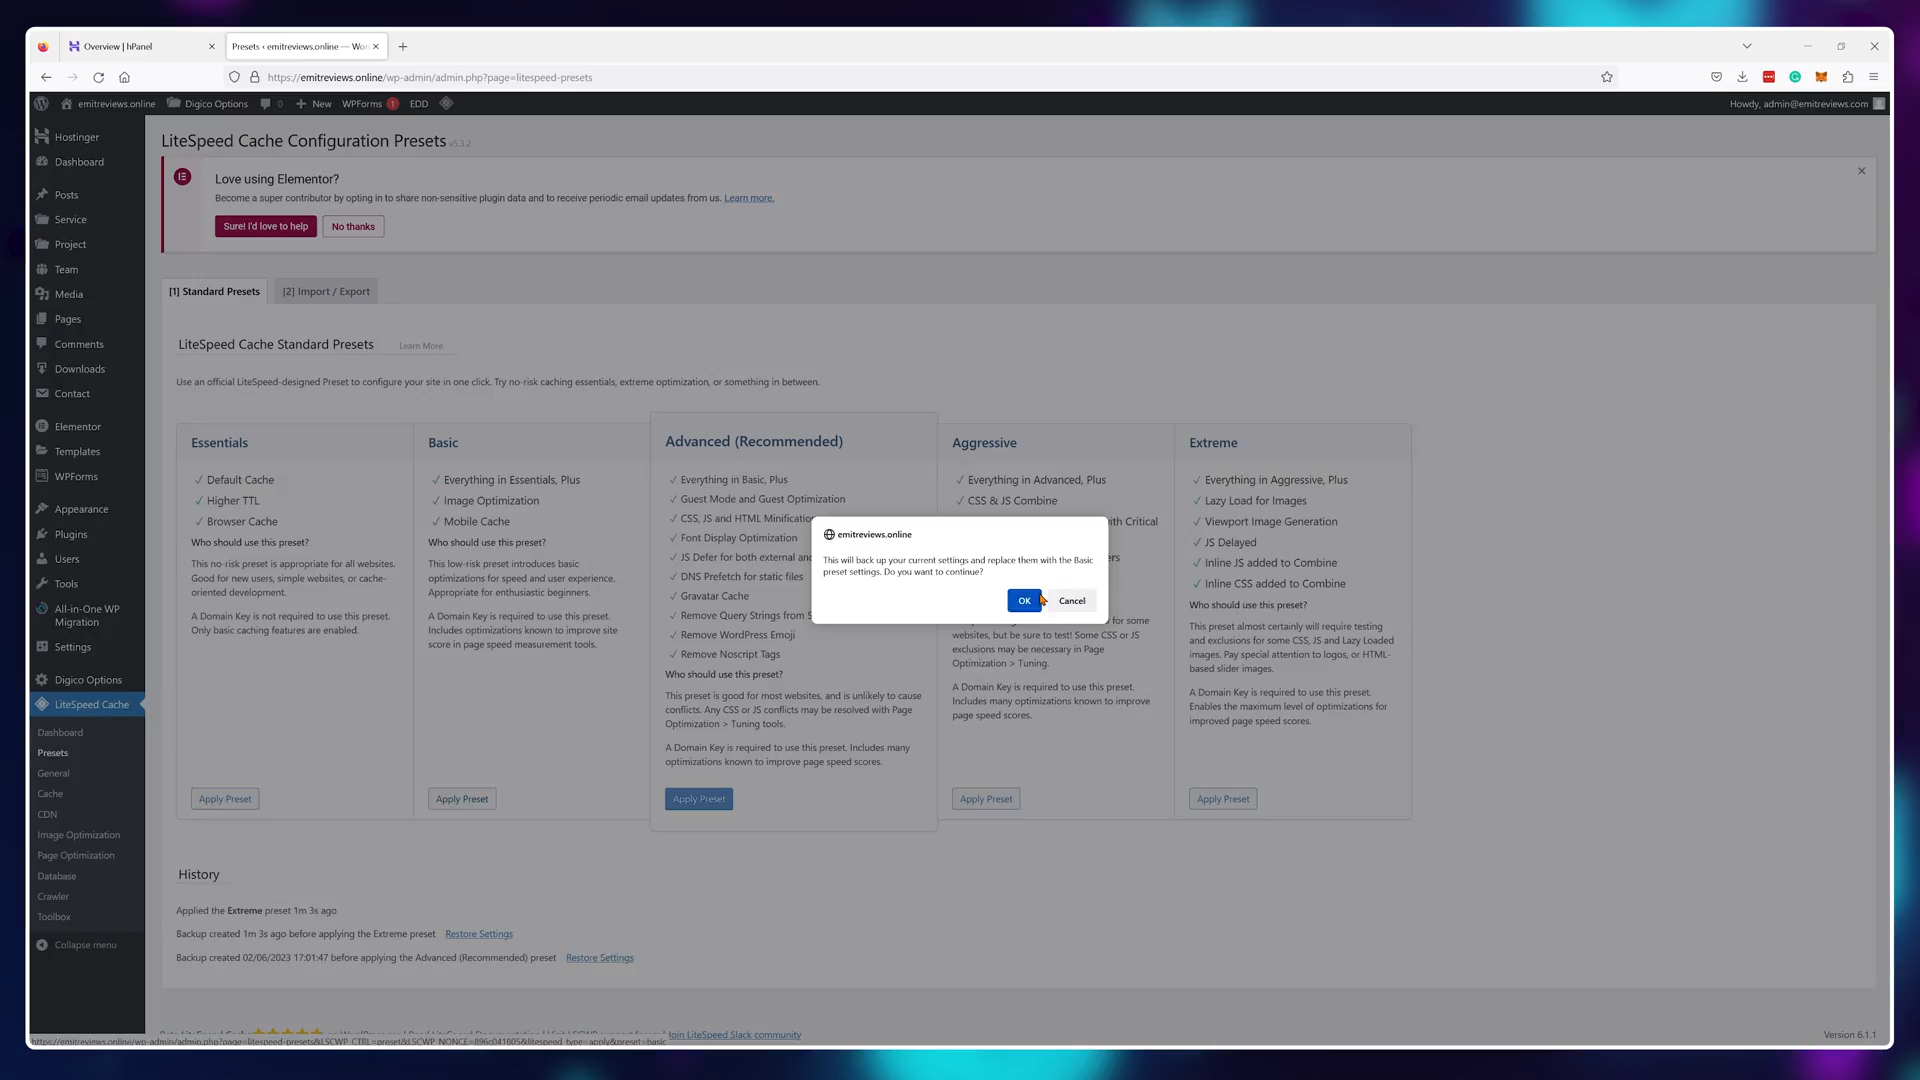 Overview | hPanel
Presets ‹ emitreviews.online — Wor
https://emitreviews.online/wp-admin/admin.php?page=litespeed-presets
emitreviews.online
Digico Options
0
New
WPForms
1
EDD
Howdy, admin@emitreviews.com
Hostinger
Dashboard
Posts
Service
Project
Team
Media
Pages
Comments
Downloads
Contact
Elementor
Templates
WPForms
Appearance
Plugins
Users
Tools
All-in-One WP
Migration
Settings
Digico Options
LiteSpeed Cache
Dashboard
Presets
General
Cache
CDN
Image Optimization
Page Optimization
Database
Crawler
Toolbox
Collapse menu
LiteSpeed Cache Configuration Presets v5.3.2
Love using Elementor?
Become a super contributor by opting in to share non-sensitive plugin data and to receive periodic email updates from us. Learn more.
Sure! I'd love to help
No thanks
[1] Standard Presets
[2] Import / Export
LiteSpeed Cache Standard Presets
Learn More
Use an official LiteSpeed-designed Preset to configure your site in one click. Try no-risk caching essentials, extreme optimization, or something in between.
Essentials
✓ Default Cache
✓ Higher TTL
✓ Browser Cache
Who should use this preset?
This no-risk preset is appropriate for all websites.
Good for new users, simple websites, or cache-
oriented development.
A Domain Key is not required to use this preset.
Only basic caching features are enabled.
Apply Preset
Basic
✓ Everything in Essentials, Plus
✓ Image Optimization
✓ Mobile Cache
Who should use this preset?
This low-risk preset introduces basic
optimizations for speed and user experience.
Appropriate for enthusiastic beginners.
A Domain Key is required to use this preset.
Includes optimizations known to improve site
score in page speed measurement tools.
Apply Preset
Advanced (Recommended)
✓ Everything in Basic, Plus
✓ Guest Mode and Guest Optimization
✓ CSS, JS and HTML Minificatio
✓ Font Display Optimization
✓ JS Defer for both external an
✓ DNS Prefetch for static files
✓ Gravatar Cache
✓ Remove Query Strings from S
✓ Remove WordPress Emoji
✓ Remove Noscript Tags
Who should use this preset?
This preset is good for most websites, and is unlikely to cause
conflicts. Any CSS or JS conflicts may be resolved with Page
Optimization > Tuning tools.
A Domain Key is required to use this preset. Includes many
optimizations known to improve page speed scores.
Apply Preset
Aggressive
✓ Everything in Advanced, Plus
✓ CSS & JS Combine
ith Critical
ers
for some
websites, but be sure to test! Some CSS or JS
exclusions may be necessary in Page
Optimization > Tuning.
A Domain Key is required to use this preset.
Includes many optimizations known to improve
page speed scores.
Apply Preset
Extreme
✓ Everything in Aggressive, Plus
✓ Lazy Load for Images
✓ Viewport Image Generation
✓ JS Delayed
✓ Inline JS added to Combine
✓ Inline CSS added to Combine
Who should use this preset?
This preset almost certainly will require testing
and exclusions for some CSS, JS and Lazy Loaded
images. Pay special attention to logos, or HTML-
based slider images.
A Domain Key is required to use this preset.
Enables the maximum level of optimizations for
improved page speed scores.
Apply Preset
emitreviews.online
This will back up your current settings and replace them with the Basic
preset settings. Do you want to continue?
OK
Cancel
History
Applied the Extreme preset 1m 3s ago
Backup created 1m 3s ago before applying the Extreme preset Restore Settings
Backup created 02/06/2023 17:01:47 before applying the Advanced (Recommended) preset Restore Settings
Join LiteSpeed Slack community
Version 6.1.1